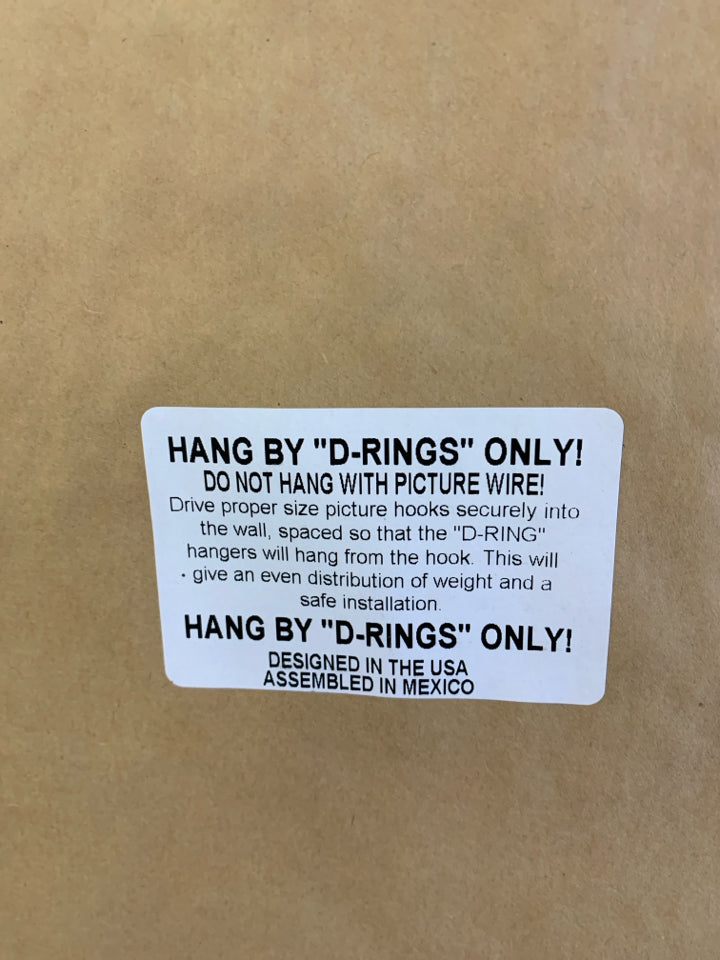 HANG BY "D-RINGS" ONLY!
DO NOT HANG WITH PICTURE WIRE!
Drive proper size picture hooks securely into
the wall, spaced so that the "D-RING"
hangers will hang from the hook. This will
give an even distribution of weight and a
safe installation.
HANG BY "D-RINGS" ONLY!
DESIGNED IN THE USA
ASSEMBLED IN MEXICO